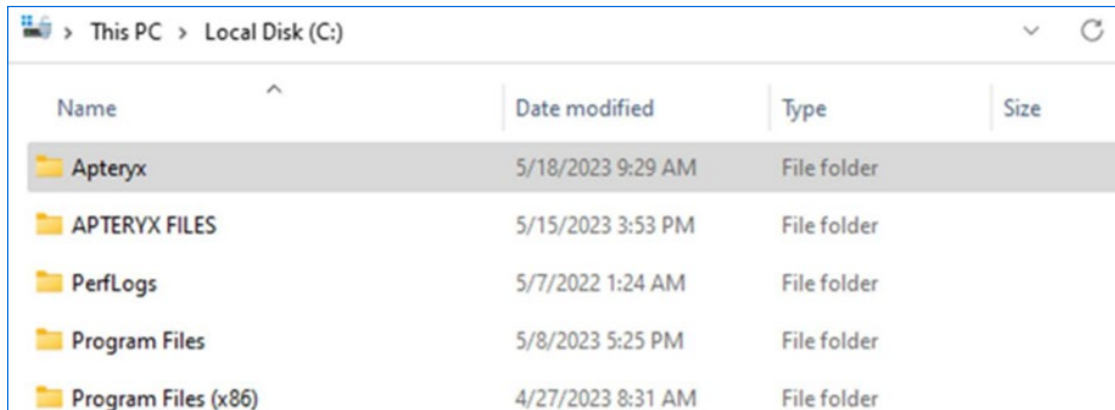 > This PC > Local Disk (C:)
Name Date modified Type Size
Apteryx 5/18/2023 9:29 AM File folder
APTERYX FILES 5/15/2023 3:53 PM File folder
PerfLogs 5/7/2022 1:24 AM File folder
Program Files 5/8/2023 5:25 PM File folder
Program Files (x86) 4/27/2023 8:31 AM File folder